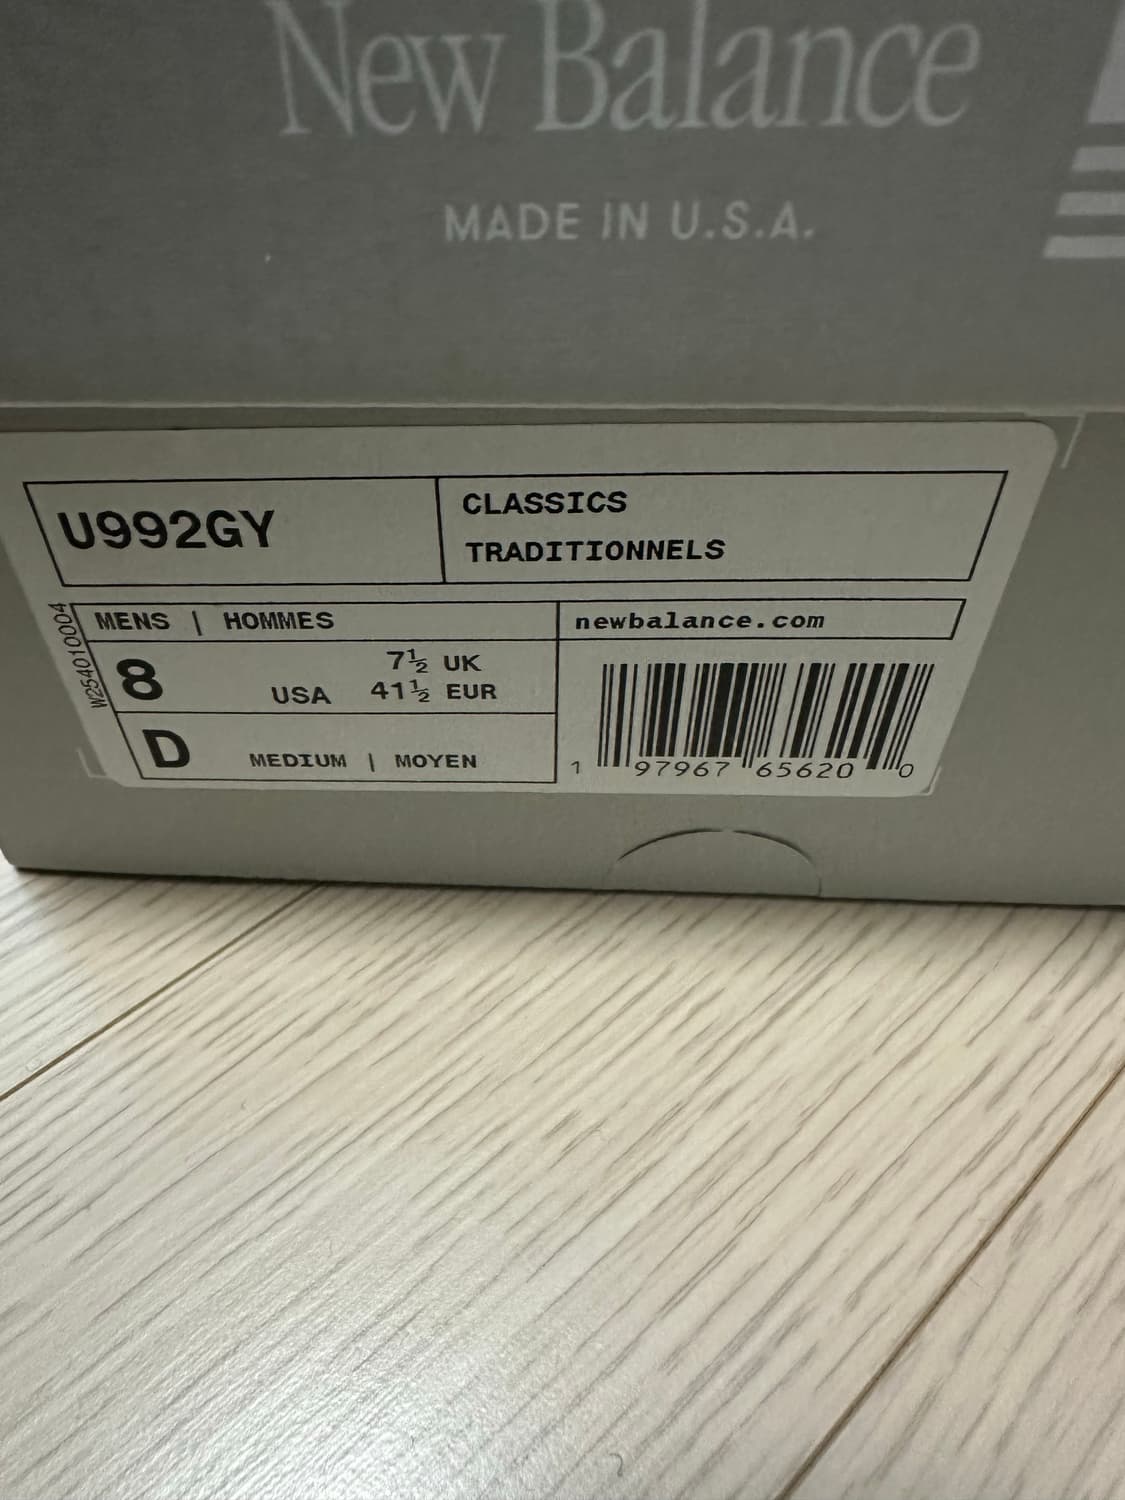 New Balance
MADE IN U.S.A.
U992GY
CLASSICS
TRADITIONNELS
W254010004
MENS | HOMMES
newbalance.com
8 USA
7½ UK
41½ EUR
D MEDIUM | MOYEN
1 97967 65620 0